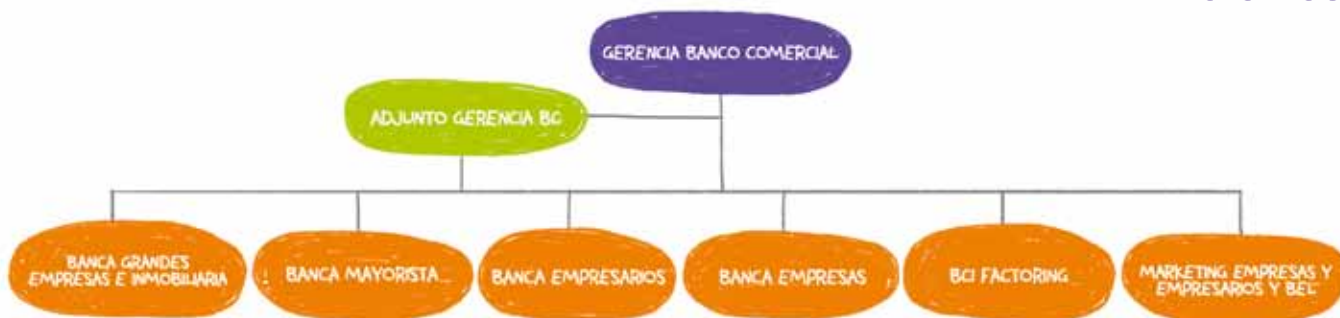 GERENCIA BANCO COMERCIAL
ADJUNTO GERENCIA BC
BANCA GRANDES
EMPRESAS E INMOBILIARIA
BANCA MAYORISTA
BANCA EMPRESARIOS
BANCA EMPRESAS
BCI FACTORING
MARKETING EMPRESAS Y
EMPRESARIOS Y BEL